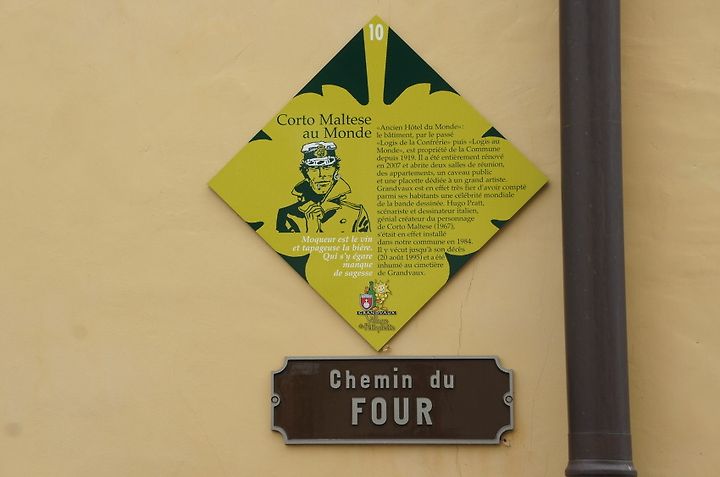 10
Corto Maltese
au Monde
«Ancien Hôtel du Monde»:
le bâtiment, par le passé
«Logis de la Confrérie» puis «Logis au
Monde», est propriété de la Commune
depuis 1919. Il a été entièrement rénové
en 2007 et abrite deux salles de réunion,
des appartements, un caveau public
et une placette dédiée à un grand artiste.
Grandvaux est en effet très fier d'avoir compté
parmi ses habitants une célébrité mondiale
de la bande dessinée. Hugo Pratt,
scénariste et dessinateur italien,
génial créateur du personnage
de Corto Maltese (1967),
s'était en effet installé
dans notre commune en 1984.
Il y vécut jusqu'à son décès
(20 août 1995) et a été
inhumé au cimetière
de Grandvaux.
Moqueur est le vin
et tapageuse la bière.
Qui s'y égare
manque
de sagesse
GRANDVAUX
Village
Chemin du
FOUR